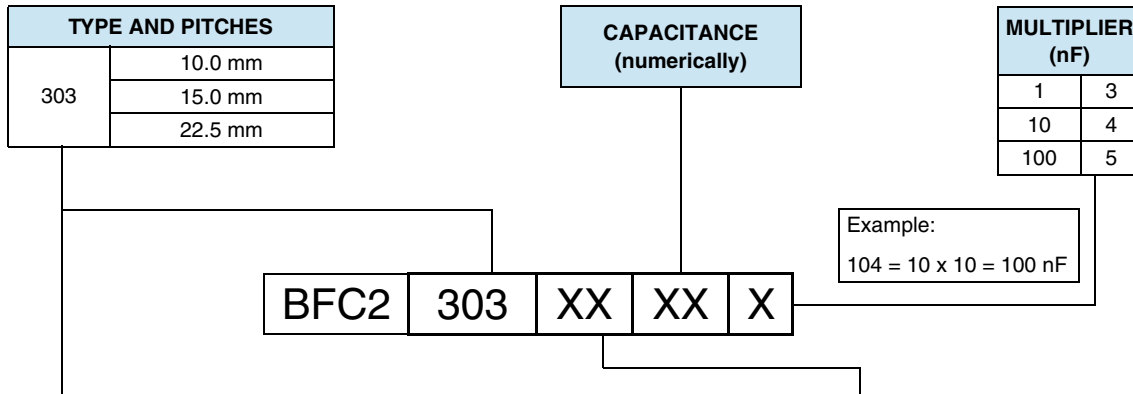 TYPE AND PITCHES
303
10.0 mm
15.0 mm
22.5 mm
CAPACITANCE
(numerically)
MULTIPLIER
(nF)
1 3
10 4
100 5
Example:
104 = 10 x 10 = 100 nF
BFC2 303 XX XX X